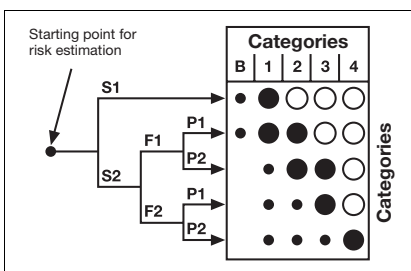 Starting point for
risk estimation
Categories
B 1 2 3 4
S1
P1
F1
P2
S2
P1
F2
P2
Categories